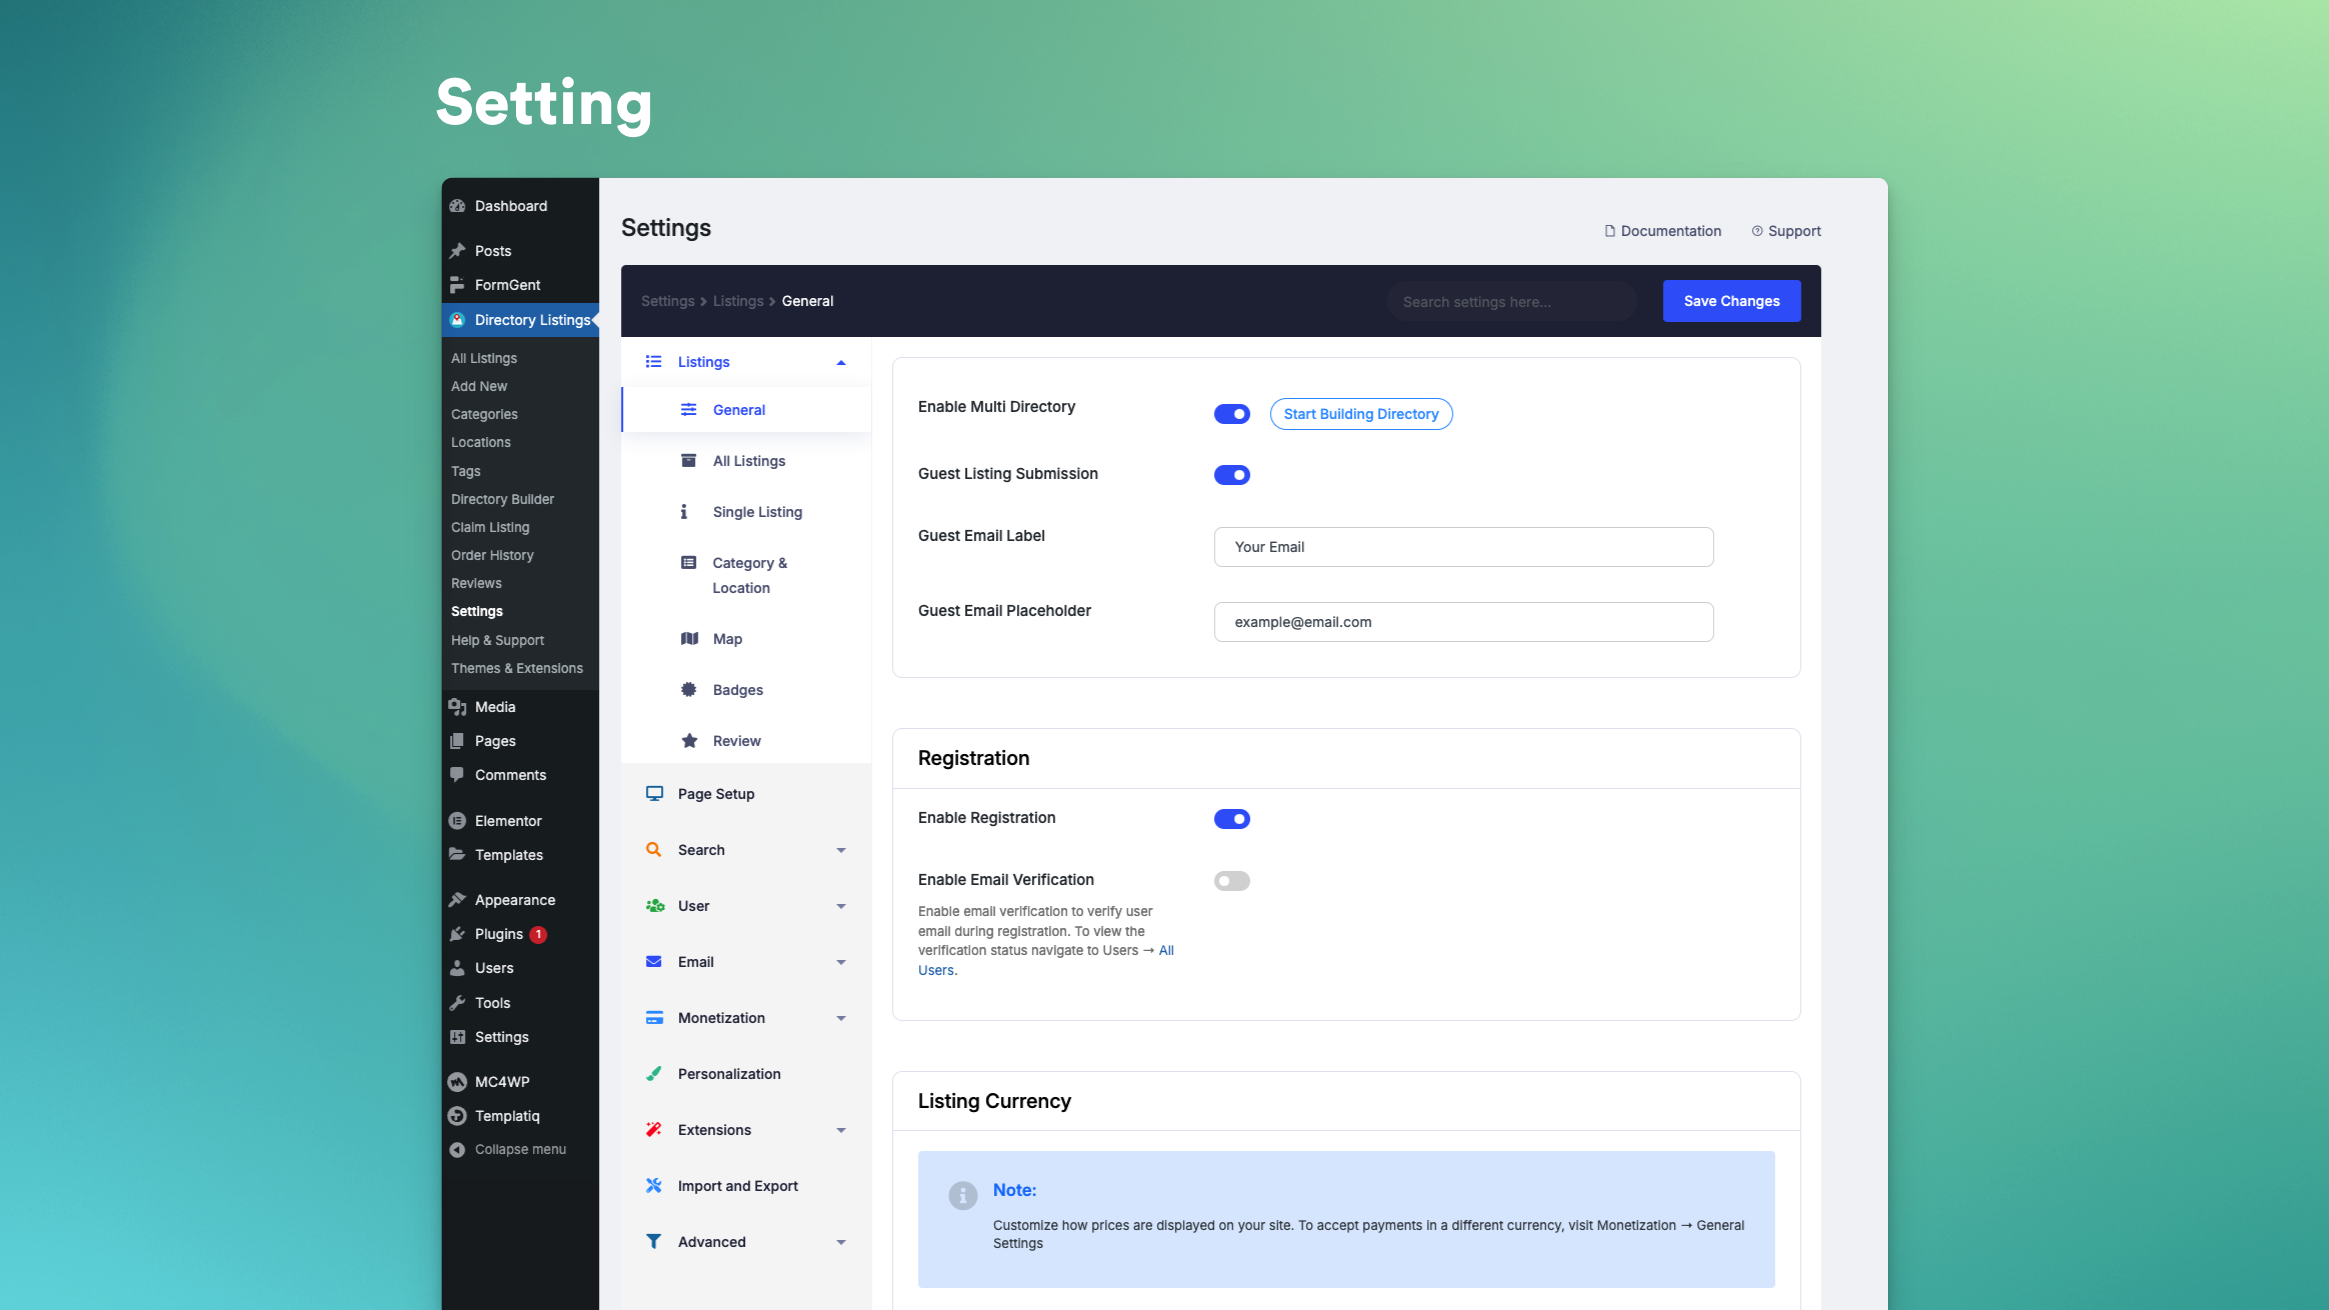 Setting
Dashboard
Posts
FormGent
Directory Listings
All Listings
Add New
Categories
Locations
Tags
Directory Builder
Claim Listing
Order History
Reviews
Settings
Help & Support
Themes & Extensions
Media
Pages
Comments
Elementor
Templates
Appearance
Plugins 1
Users
Tools
Settings
MC4WP
Templatiq
Collapse menu
Settings
Documentation
Support
Settings > Listings > General
Search settings here...
Save Changes
Listings
General
All Listings
Single Listing
Category &
Location
Map
Badges
Review
Page Setup
Search
User
Email
Monetization
Personalization
Extensions
Import and Export
Advanced
Enable Multi Directory
Start Building Directory
Guest Listing Submission
Guest Email Label
Your Email
Guest Email Placeholder
example@email.com
Registration
Enable Registration
Enable Email Verification
Enable email verification to verify user
email during registration. To view the
verification status navigate to Users → All
Users.
Listing Currency
Note:
Customize how prices are displayed on your site. To accept payments in a different currency, visit Monetization → General
Settings